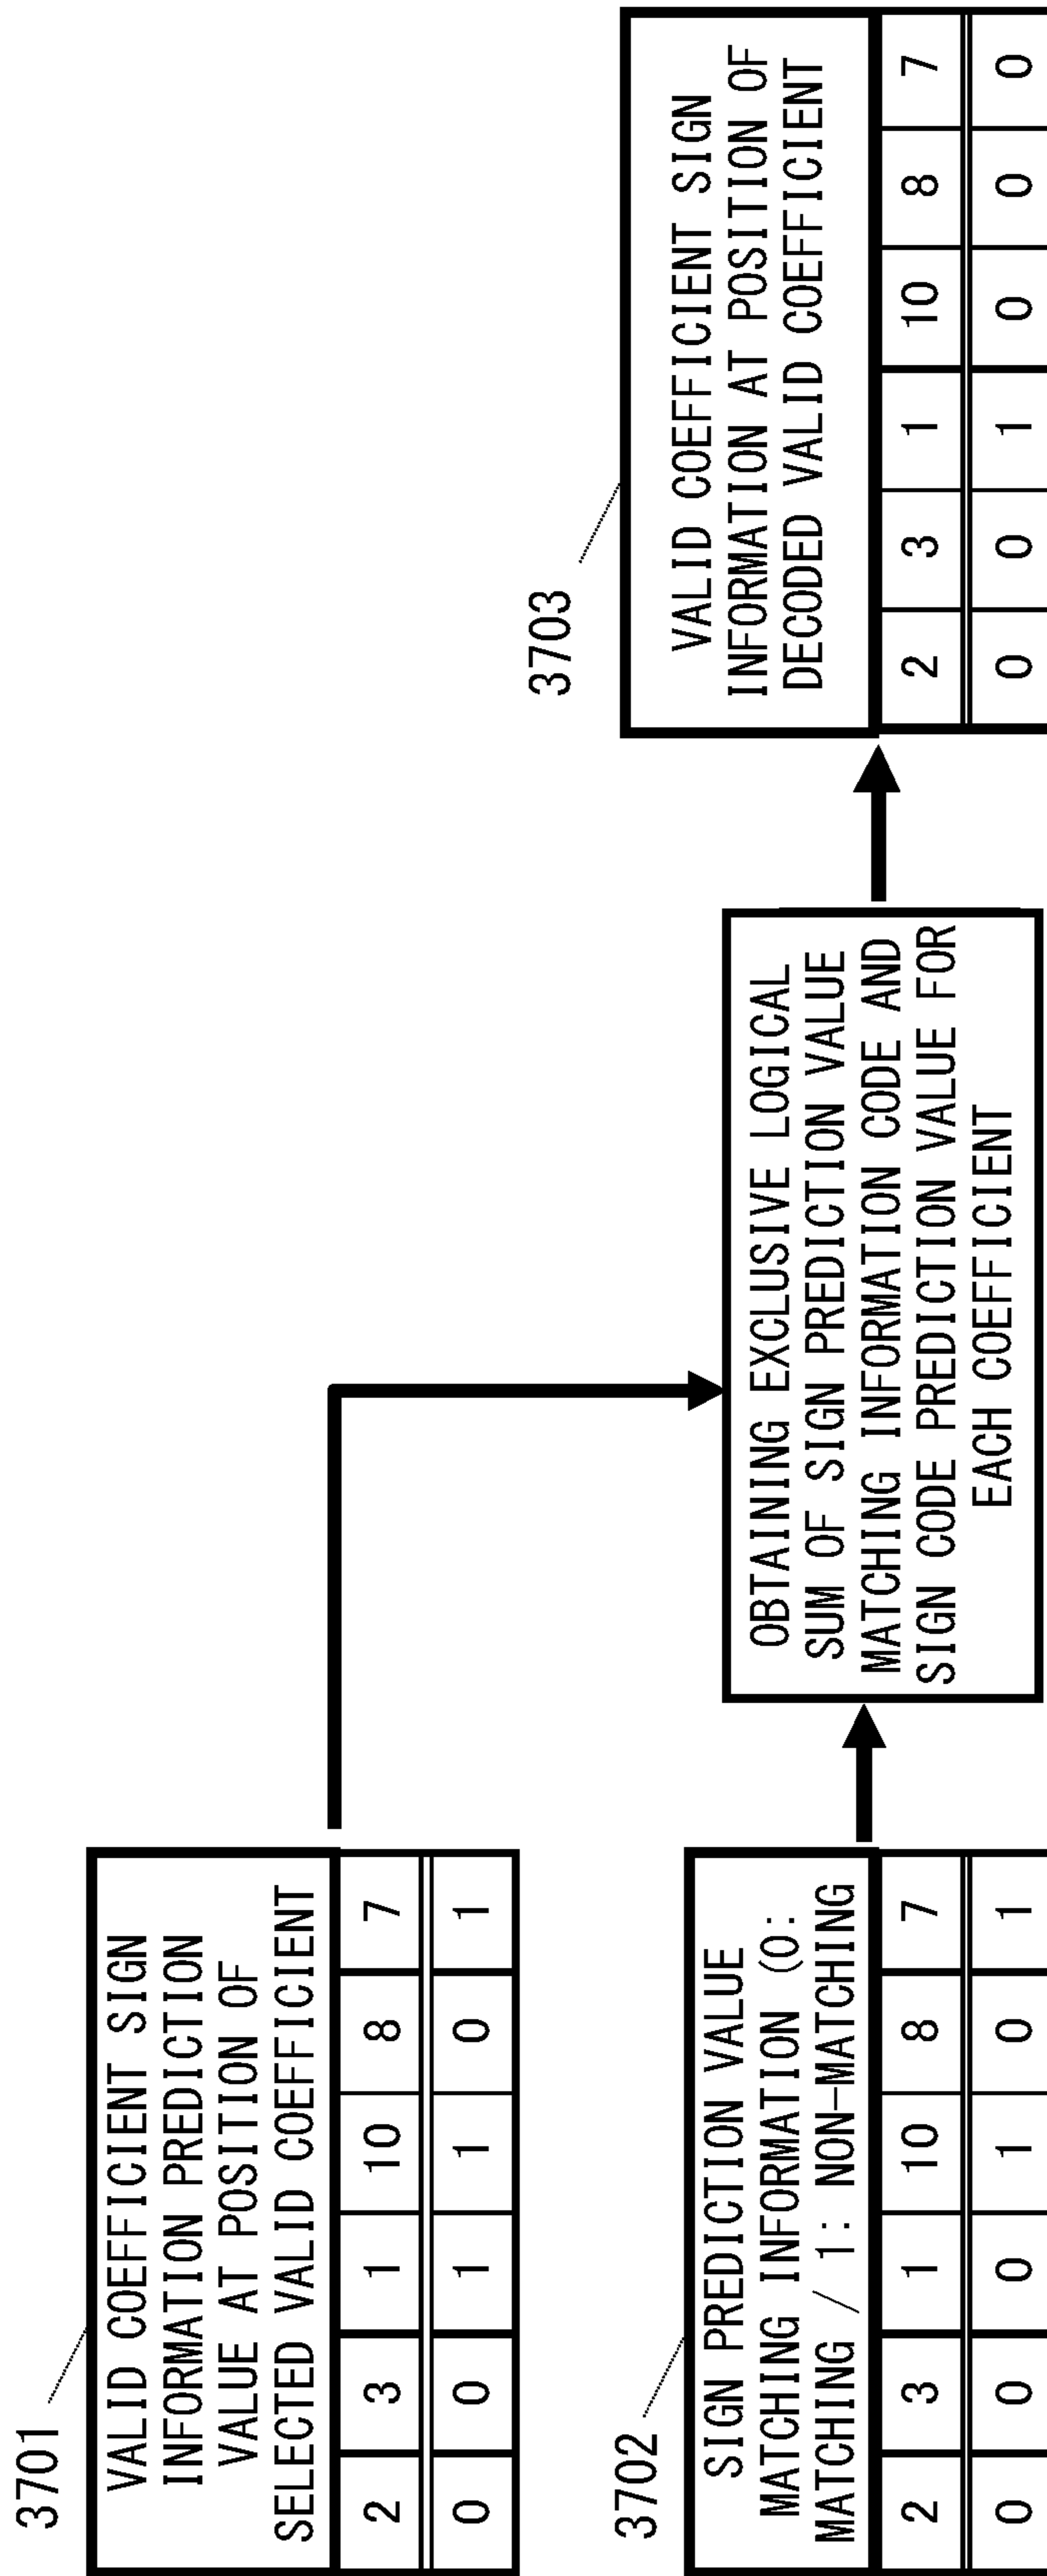 3701
VALID COEFFICIENT SIGN
INFORMATION PREDICTION
VALUE AT POSITION OF
SELECTED VALID COEFFICIENT
2 3 1 10 8 7
0 0 1 1 0 1
3702
SIGN PREDICTION VALUE
MATCHING INFORMATION (0:
MATCHING / 1: NON-MATCHING
2 3 1 10 8 7
0 0 0 1 0 1
OBTAINING EXCLUSIVE LOGICAL
SUM OF SIGN PREDICTION VALUE
MATCHING INFORMATION CODE AND
SIGN CODE PREDICTION VALUE FOR
EACH COEFFICIENT
3703
VALID COEFFICIENT SIGN
INFORMATION AT POSITION OF
DECODED VALID COEFFICIENT
2 3 1 10 8 7
0 0 1 0 0 0